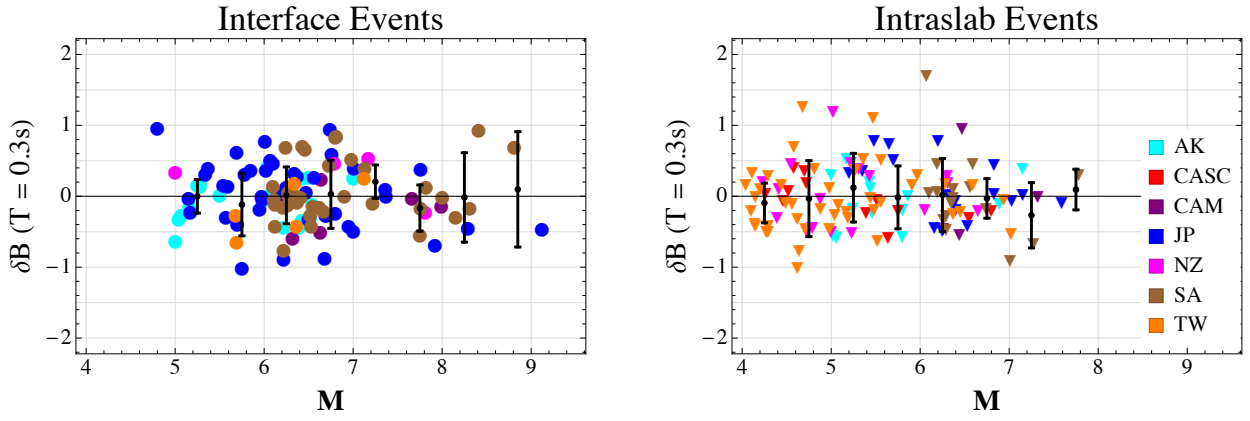 Interface Events
2
1
0
−1
−2
4 5 6 7 8 9
δB (T = 0.3s)
M
Intraslab Events
2
1
0
−1
−2
4 5 6 7 8 9
δB (T = 0.3s)
M
AK
CASC
CAM
JP
NZ
SA
TW